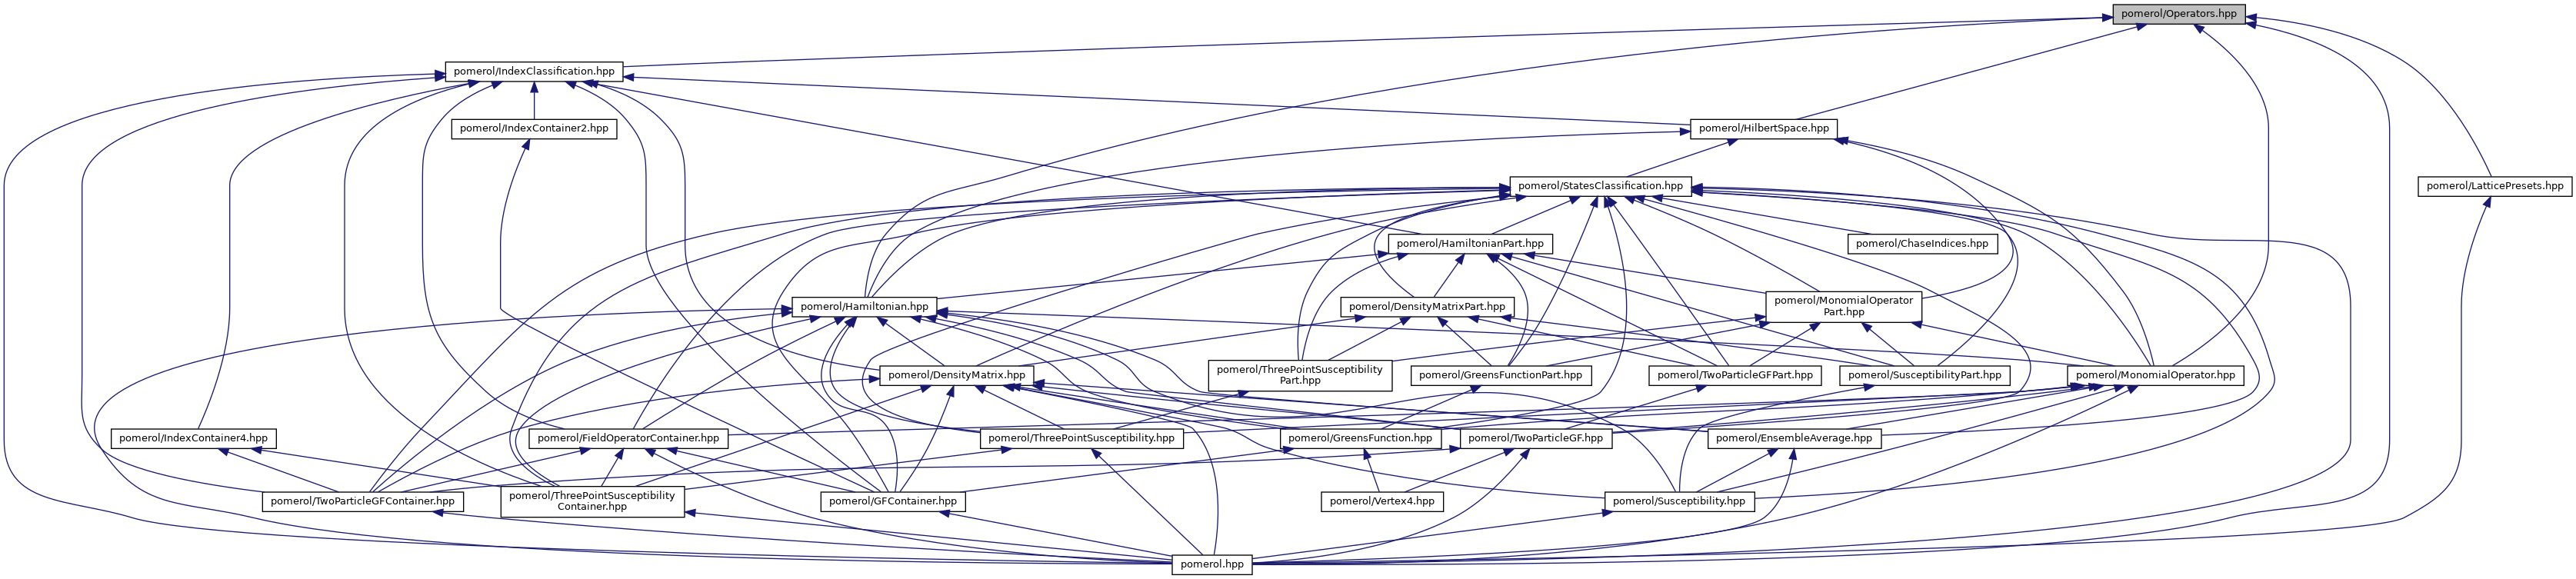 pomerol/Operators.hpp
pomerol/IndexClassification.hpp
pomerol/IndexContainer2.hpp
pomerol/HilbertSpace.hpp
pomerol/StatesClassification.hpp
pomerol/LatticePresets.hpp
pomerol/HamiltonianPart.hpp
pomerol/ChaseIndices.hpp
pomerol/Hamiltonian.hpp
pomerol/DensityMatrixPart.hpp
pomerol/MonomialOperator
Part.hpp
pomerol/DensityMatrix.hpp
pomerol/ThreePointSusceptibility
Part.hpp
pomerol/GreensFunctionPart.hpp
pomerol/TwoParticleGFPart.hpp
pomerol/SusceptibilityPart.hpp
pomerol/MonomialOperator.hpp
pomerol/IndexContainer4.hpp
pomerol/FieldOperatorContainer.hpp
pomerol/ThreePointSusceptibility.hpp
pomerol/GreensFunction.hpp
pomerol/TwoParticleGF.hpp
pomerol/EnsembleAverage.hpp
pomerol/TwoParticleGFContainer.hpp
pomerol/ThreePointSusceptibility
Container.hpp
pomerol/GFContainer.hpp
pomerol/Vertex4.hpp
pomerol/Susceptibility.hpp
pomerol.hpp